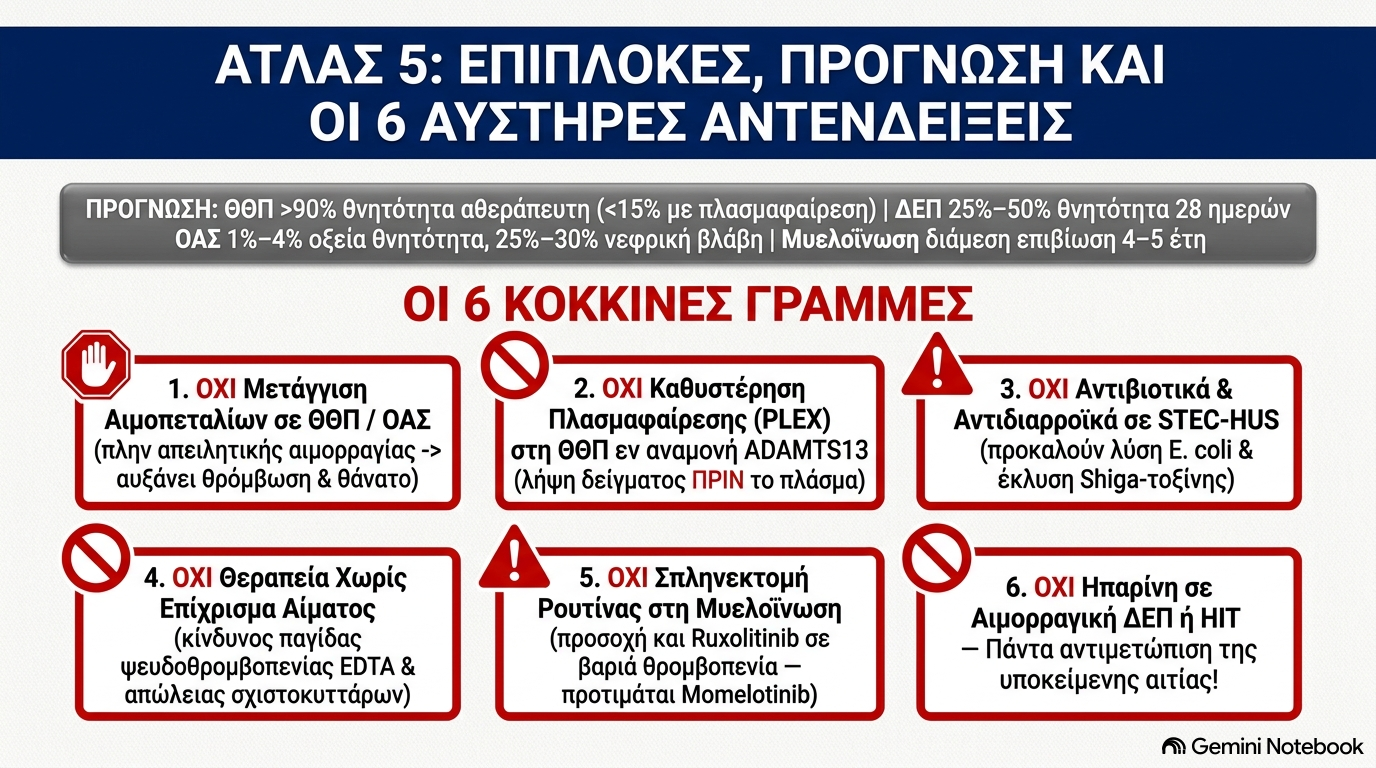 ΑΤΛΑΣ 5: ΕΠΙΠΛΟΚΕΣ, ΠΡΟΓΝΩΣΗ ΚΑΙ
ΟΙ 6 ΑΥΣΤΗΡΕΣ ΑΝΤΕΝΔΕΙΞΕΙΣ
ΠΡΟΓΝΩΣΗ: ΘΘΠ >90% θνητότητα αθεράπευτη (<15% με πλασμαφαίρεση) | ΔΕΠ 25%–50% θνητότητα 28 ημερών
ΟΑΣ 1%–4% οξεία θνητότητα, 25%–30% νεφρική βλάβη | Μυελοΐνωση διάμεση επιβίωση 4–5 έτη
ΟΙ 6 ΚΟΚΚΙΝΕΣ ΓΡΑΜΜΕΣ
1. ΟΧΙ Μετάγγιση
Αιμοπεταλίων σε ΘΘΠ / ΟΑΣ
(πλην απειλητικής αιμορραγίας ->
αυξάνει θρόμβωση & θάνατο)
2. ΟΧΙ Καθυστέρηση
Πλασμαφαίρεσης (PLEX)
στη ΘΘΠ εν αναμονή ADAMTS13
(λήψη δείγματος ΠΡΙΝ το πλάσμα)
3. ΟΧΙ Αντιβιοτικά &
Αντιδιαρροϊκά σε STEC-HUS
(προκαλούν λύση E. coli &
έκλυση Shiga-τοξίνης)
4. ΟΧΙ Θεραπεία Χωρίς
Επίχρισμα Αίματος
(κίνδυνος παγίδας
ψευδοθρομβοπενίας EDTA &
απώλειας σχιστοκυττάρων)
5. ΟΧΙ Σπληνεκτομή
Ρουτίνας στη Μυελοΐνωση
(προσοχή και Ruxolitinib σε
βαριά θρομβοπενία —
προτιμάται Momelotinib)
6. ΟΧΙ Ηπαρίνη σε
Αιμορραγική ΔΕΠ ή HIT
— Πάντα αντιμετώπιση της
υποκείμενης αιτίας!
Gemini Notebook